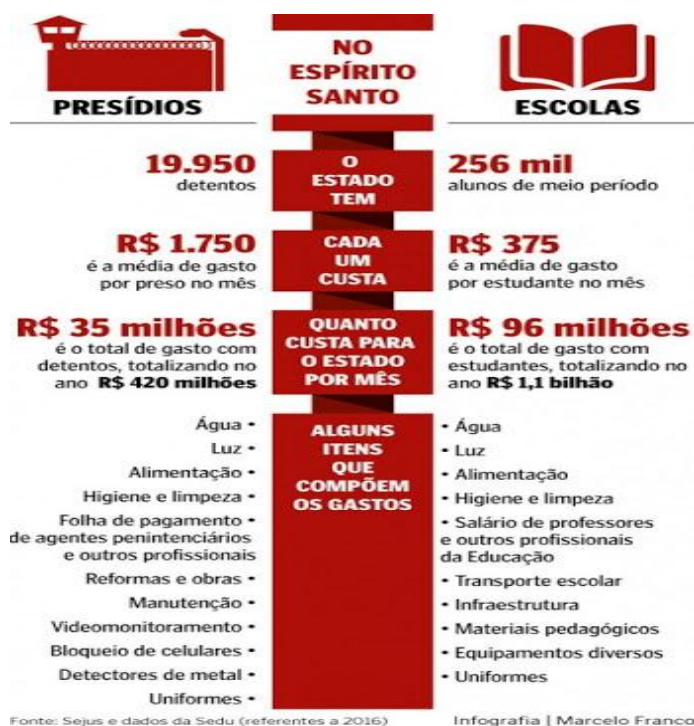 NO
ESPÍRITO
SANTO
PRESÍDIOS
19.950
detentos
R$ 1.750
é a média de gasto
por preso no mês
R$ 35 milhões
é o total de gasto com
detentos, totalizando no
ano R$ 420 milhões
Água •
Luz •
Alimentação •
Higiene e limpeza •
Folha de pagamento •
de agentes penintenciários
e outros profissionais
Reformas e obras •
Manutenção •
Videomonitoramento •
Bloqueio de celulares •
Detectores de metal •
Uniformes •
O
ESTADO
TEM
CADA
UM
CUSTA
QUANTO
CUSTA PARA
O ESTADO
POR MÊS
ALGUNS
ITENS
QUE
COMPÕEM
OS GASTOS
ESCOLAS
256 mil
alunos de meio período
R$ 375
é a média de gasto
por estudante no mês
R$ 96 milhões
é o total de gasto com
estudantes, totalizando no
ano R$ 1,1 bilhão
• Água
• Luz
• Alimentação
• Higiene e limpeza
• Salário de professores
e outros profissionais
da Educação
• Transporte escolar
• Infraestrutura
• Materiais pedagógicos
• Equipamentos diversos
• Uniformes
Fonte: Sejus e dados da Sedu (referentes a 2016)
Infografia | Marcelo Franco